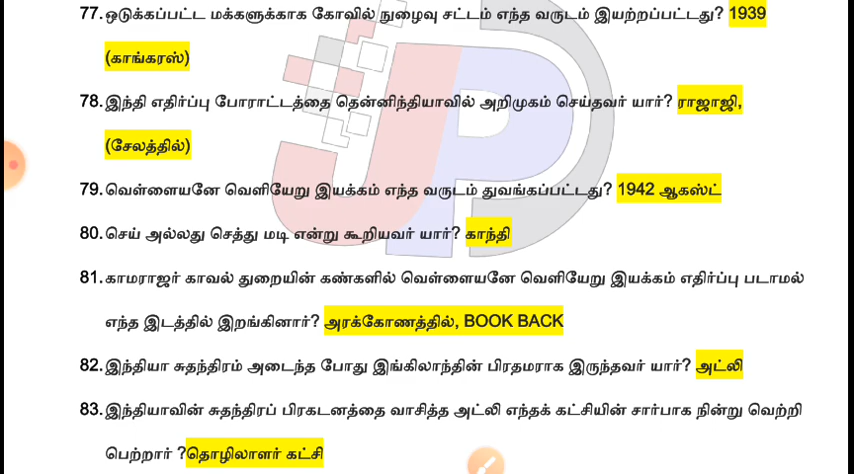 77. ஒடுக்கப்பட்ட மக்களுக்காக கோவில் நுழைவு சட்டம் எந்த வருடம் இயற்றப்பட்டது? 1939
(காங்கரஸ்)
78. இந்தி எதிர்ப்பு போராட்டத்தை தென்னிந்தியாவில் அறிமுகம் செய்தவர் யார்? ராஜாஜி,
(சேலத்தில்)
79. வெள்ளையனே வெளியேறு இயக்கம் எந்த வருடம் துவங்கப்பட்டது? 1942 ஆகஸ்ட்
80. செய் அல்லது செத்து மடி என்று கூறியவர் யார்? காந்தி
81. காமராஜர் காவல் துறையின் கண்களில் வெள்ளையனே வெளியேறு இயக்கம் எதிர்ப்பு படாமல்
எந்த இடத்தில் இறங்கினார்? அரக்கோணத்தில், BOOK BACK
82. இந்தியா சுதந்திரம் அடைந்த போது இங்கிலாந்தின் பிரதமராக இருந்தவர் யார்? அட்லி
83. இந்தியாவின் சுதந்திரப் பிரகடனத்தை வாசித்த அட்லி எந்தக் கட்சியின் சார்பாக நின்று வெற்றி
பெற்றார் ?தொழிலாளர் கட்சி